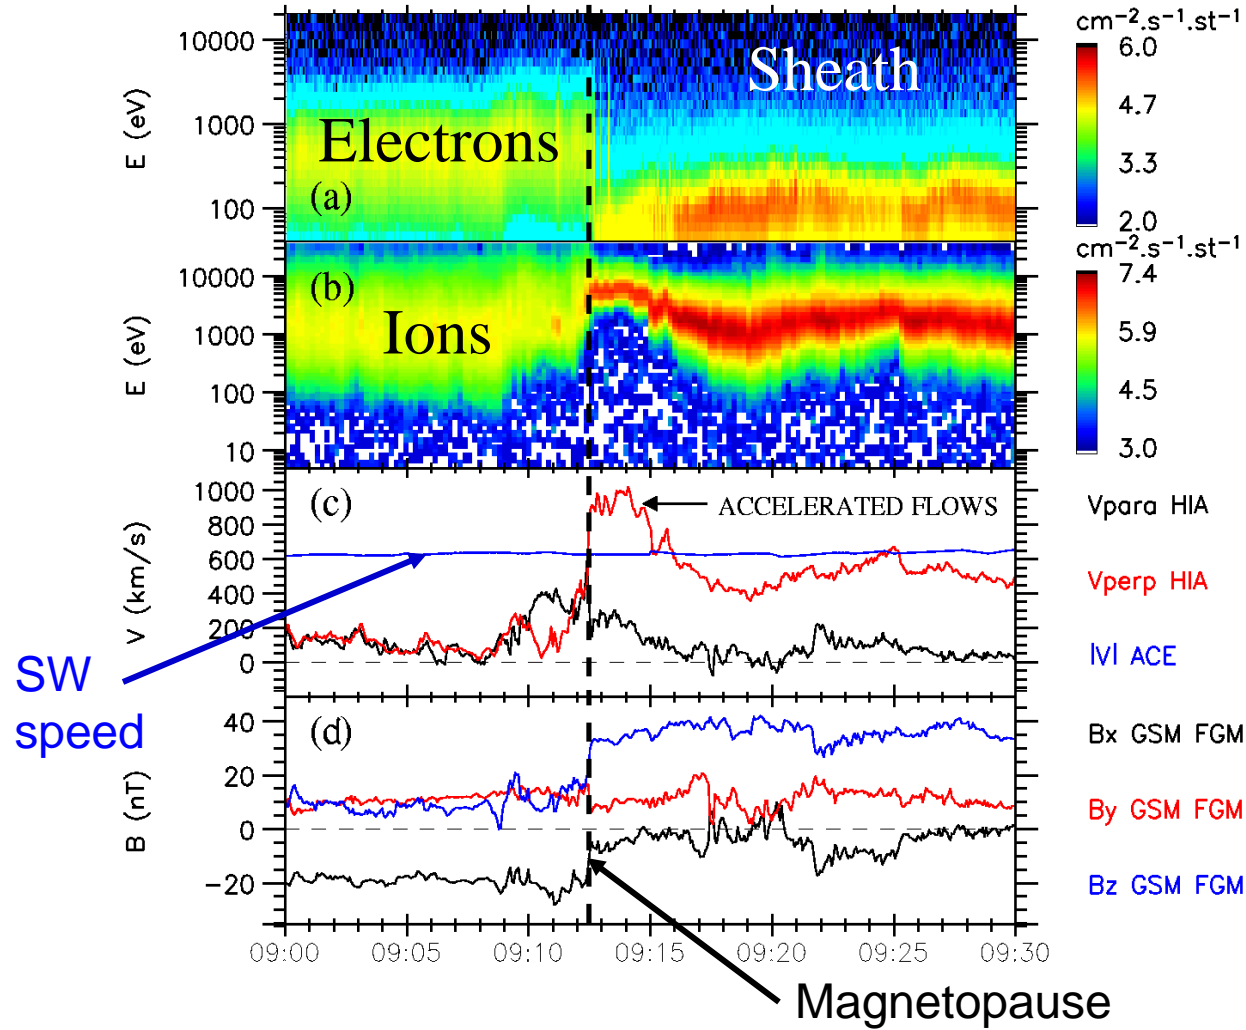 cm−2.s−1.st−1
10000
1000
100
E (eV)
Sheath
Electrons
(a)
6.0
4.7
3.3
2.0
cm−2.s−1.st−1
10000
1000
100
10
E (eV)
(b)
Ions
7.4
5.9
4.5
3.0
1000
800
600
400
200
0
V (km/s)
(c)
ACCELERATED FLOWS
Vpara HIA
Vperp HIA
|V| ACE
SW
speed
40
20
0
−20
B (nT)
(d)
Bx GSM FGM
By GSM FGM
Bz GSM FGM
09:00 09:05 09:10 09:15 09:20 09:25 09:30
Magnetopause